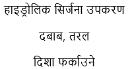 हाइड्रोलिक सिर्जना उपकरण
दबाब, तरल
दिशा फर्काउने